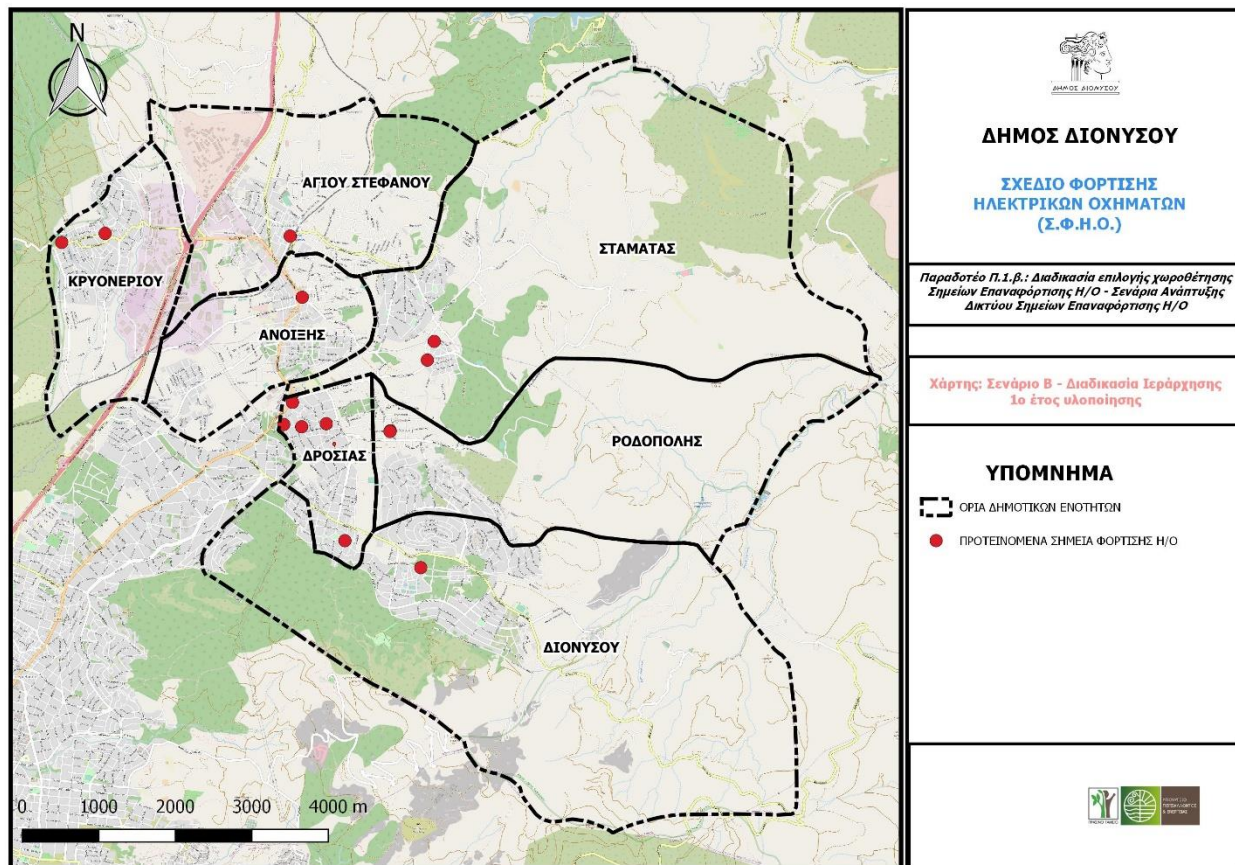 N
ΑΓΙΟΥ ΣΤΕΦΑΝΟΥ
ΣΤΑΜΑΤΑΣ
ΚΡΥΟΝΕΡΙΟΥ
ΑΝΟΙΞΗΣ
ΡΟΔΟΠΟΛΗΣ
ΔΡΟΣΙΑΣ
ΔΙΟΝΥΣΟΥ
0 1000 2000 3000 4000 m
ΔΗΜΟΣ ΔΙΟΝΥΣΟΥ
ΔΗΜΟΣ ΔΙΟΝΥΣΟΥ
ΣΧΕΔΙΟ ΦΟΡΤΙΣΗΣ
ΗΛΕΚΤΡΙΚΩΝ ΟΧΗΜΑΤΩΝ
(Σ.Φ.Η.Ο.)
Παραδοτέο Π.1.β.: Διαδικασία επιλογής χωροθέτησης
Σημείων Επαναφόρτισης Η/Ο - Σενάρια Ανάπτυξης
Δικτύου Σημείων Επαναφόρτισης Η/Ο
Χάρτης: Σενάριο Β - Διαδικασία Ιεράρχησης
1ο έτος υλοποίησης
ΥΠΟΜΝΗΜΑ
ΟΡΙΑ ΔΗΜΟΤΙΚΩΝ ΕΝΟΤΗΤΩΝ
ΠΡΟΤΕΙΝΟΜΕΝΑ ΣΗΜΕΙΑ ΦΟΡΤΙΣΗΣ Η/Ο
ΠΡΑΣΙΝΟ ΤΑΜΕΙΟ